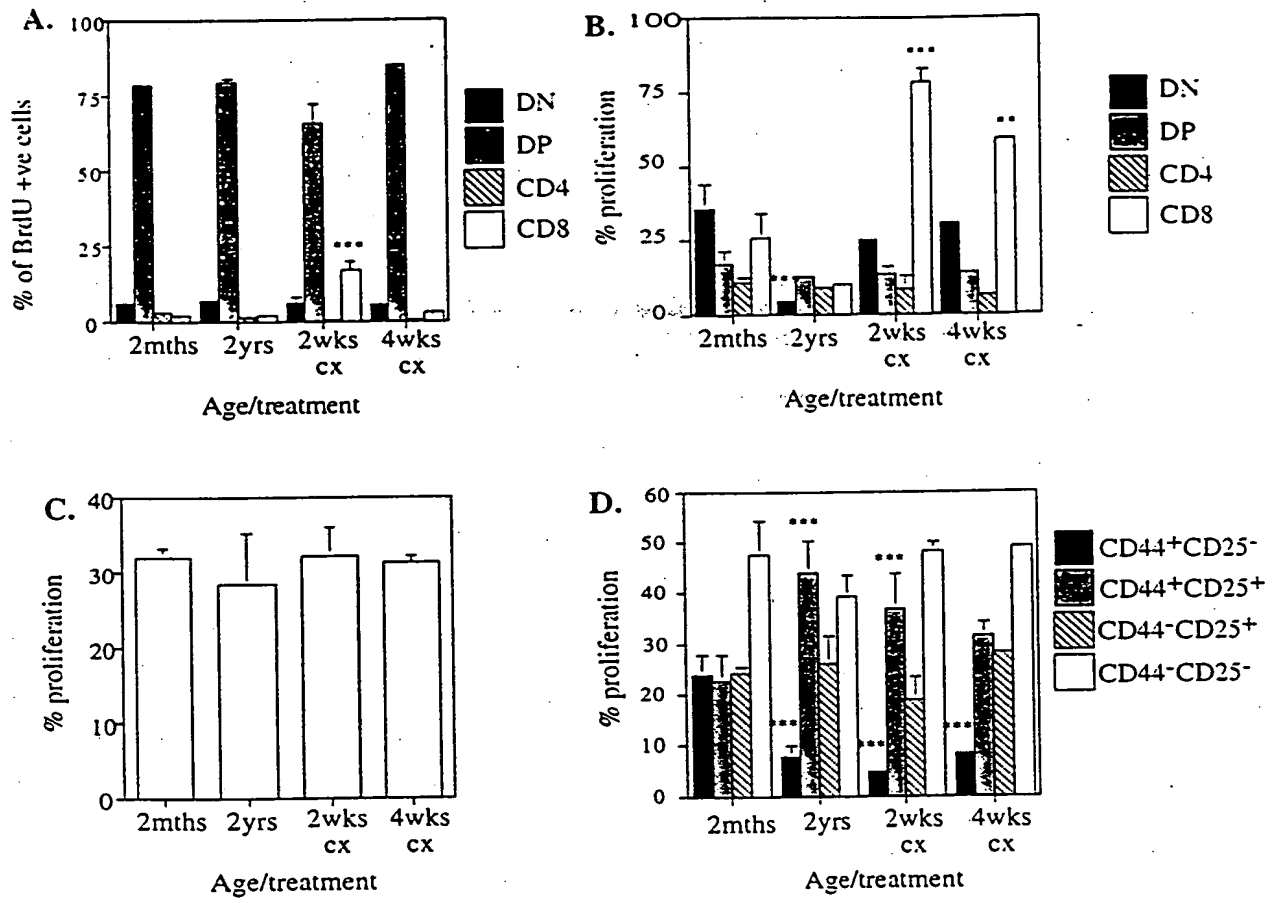 A.
100
75
50
25
0
% of BrdU +ve cells
2mths 2yrs 2wks 4wks
cx cx
Age/treatment
DN
DP
CD4
CD8
***
B.
100
75
50
25
0
% proliferation
2mths 2yrs 2wks 4wks
cx cx
Age/treatment
DN
DP
CD4
CD8
***
**
C.
40
30
20
10
0
% proliferation
2mths 2yrs 2wks 4wks
cx cx
Age/treatment
D.
60
50
40
30
20
10
0
% proliferation
2mths 2yrs 2wks 4wks
cx cx
Age/treatment
CD44+CD25-
CD44+CD25+
CD44-CD25+
CD44-CD25-
***
***
***
***
***